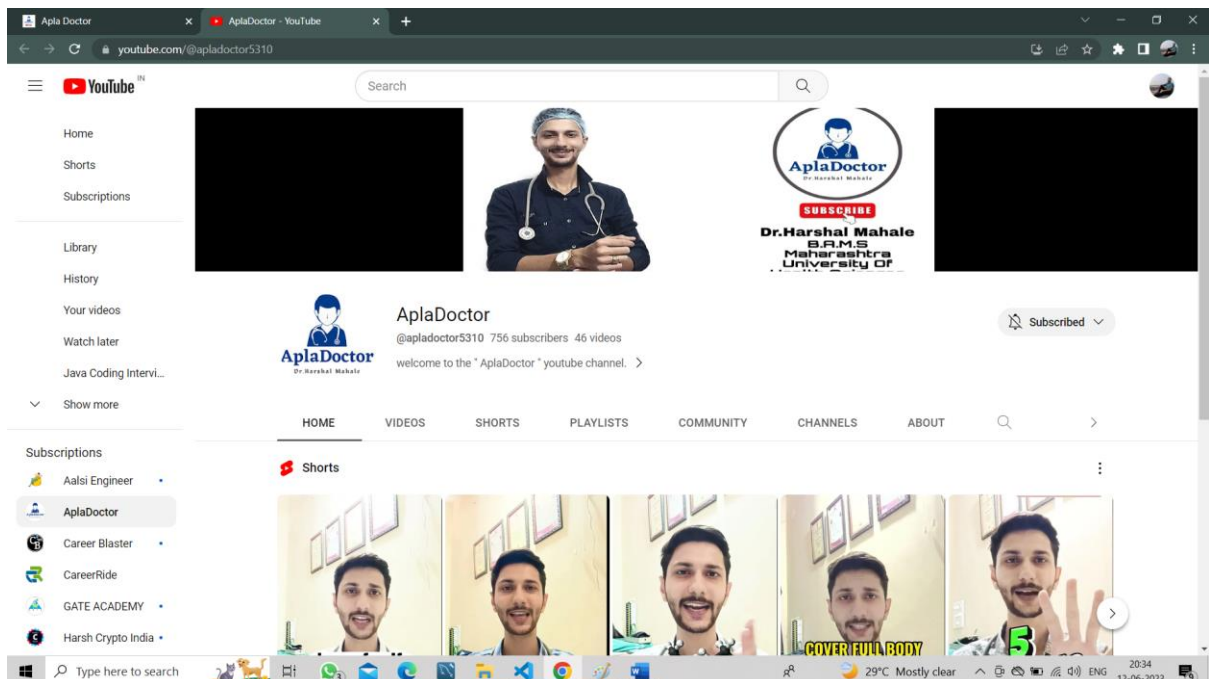 Apla Doctor
AplaDoctor - YouTube
youtube.com/@apladoctor5310
YouTube IN
Search
Home
Shorts
Subscriptions
Library
History
Your videos
Watch later
Java Coding Intervi...
Show more
Subscriptions
Aalsi Engineer
AplaDoctor
Career Blaster
CareerRide
GATE ACADEMY
Harsh Crypto India
AplaDoctor
Dr.Harshal Mahale
SUBSCRIBE
Dr.Harshal Mahale
B.A.M.S
Maharashtra
University Of
AplaDoctor
Dr.Harshal Mahale
AplaDoctor
@apladoctor5310 756 subscribers 46 videos
welcome to the " AplaDoctor " youtube channel.
Subscribed
HOME VIDEOS SHORTS PLAYLISTS COMMUNITY CHANNELS ABOUT
Shorts
COVER FULL BODY
5
Type here to search
29°C Mostly clear
ENG
20:34
12-06-2023